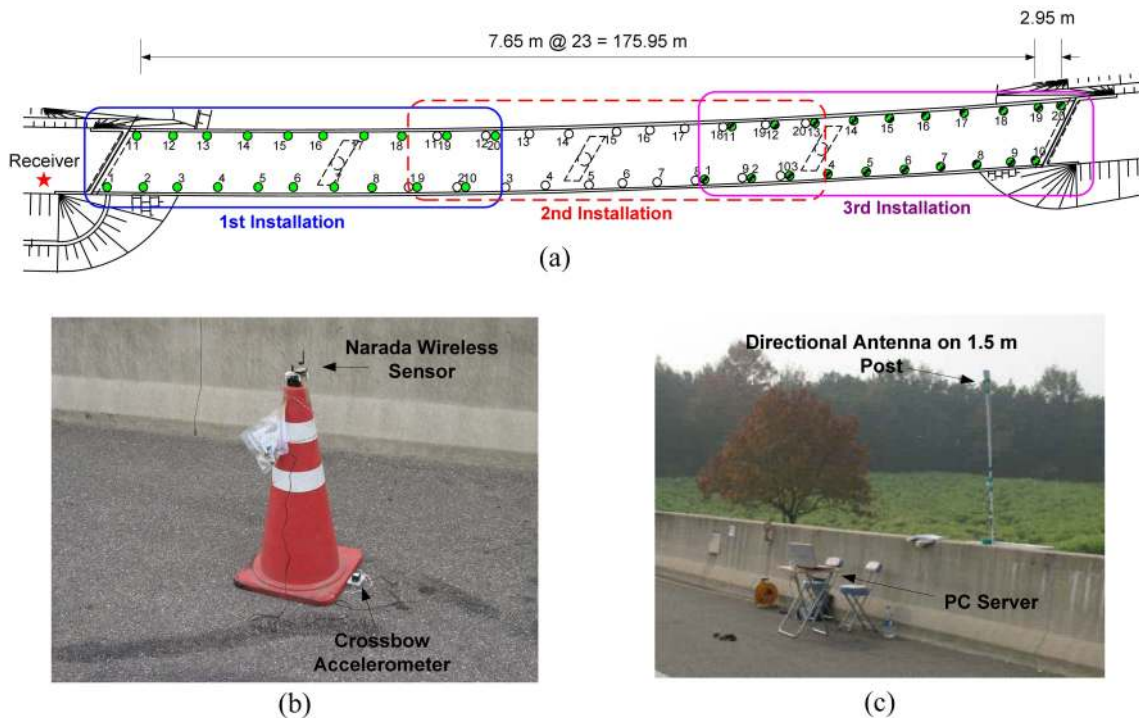 2.95 m
7.65 m @ 23 = 175.95 m
Receiver
11 12 13 14 15 16 17 18 11 19 12 20 13 14 15 16 17 18 11 19 12 20 13 14 15 16 17 18 19 20
1 2 3 4 5 6 7 8 1 9 2 10 3 4 5 6 7 8 1 9 2 10 3 4 5 6 7 8 9 10
1st Installation
2nd Installation
3rd Installation
(a)
Narada Wireless
Sensor
Crossbow
Accelerometer
(b)
Directional Antenna on 1.5 m
Post
PC Server
(c)